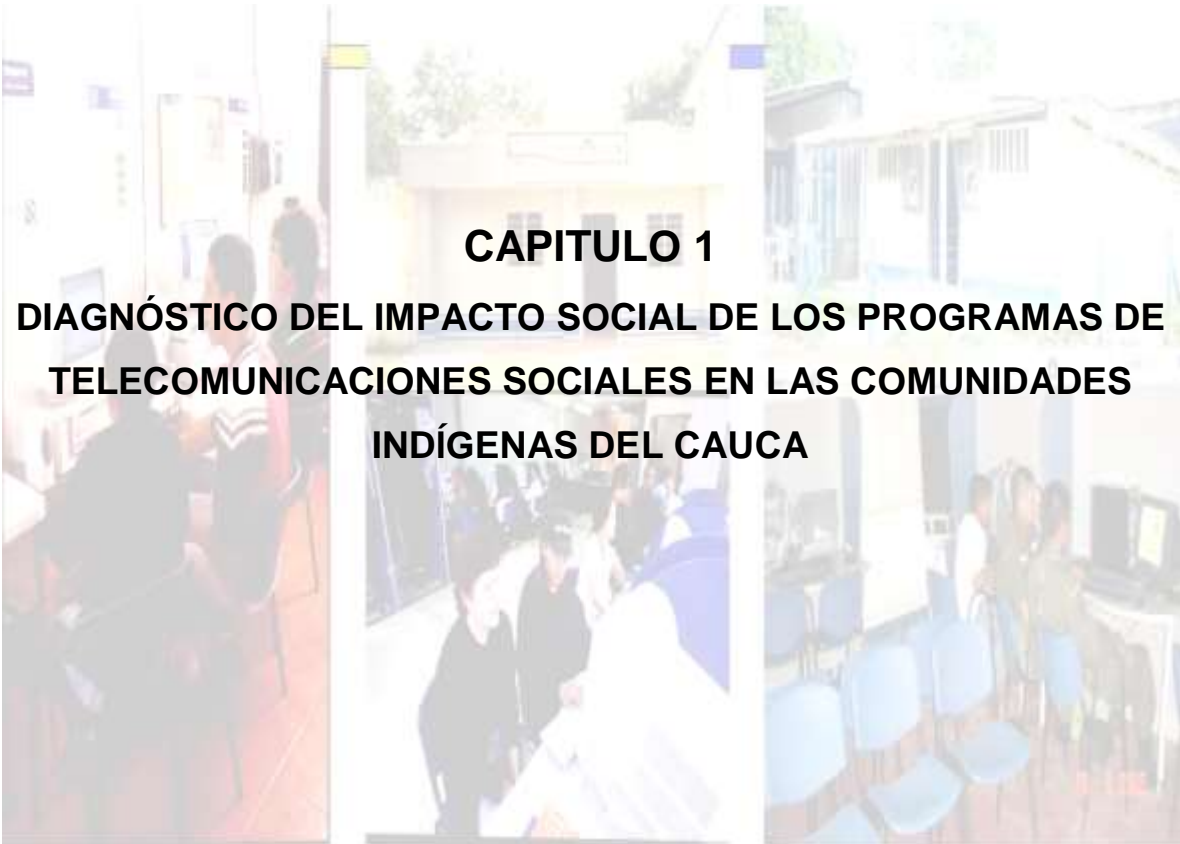 CAPITULO 1
DIAGNÓSTICO DEL IMPACTO SOCIAL DE LOS PROGRAMAS DE
TELECOMUNICACIONES SOCIALES EN LAS COMUNIDADES
INDÍGENAS DEL CAUCA